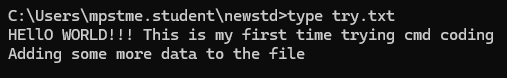 C:\Users\mpstme.student\newstd>type try.txt
HEllO WORLD!!! This is my first time trying cmd coding
Adding some more data to the file